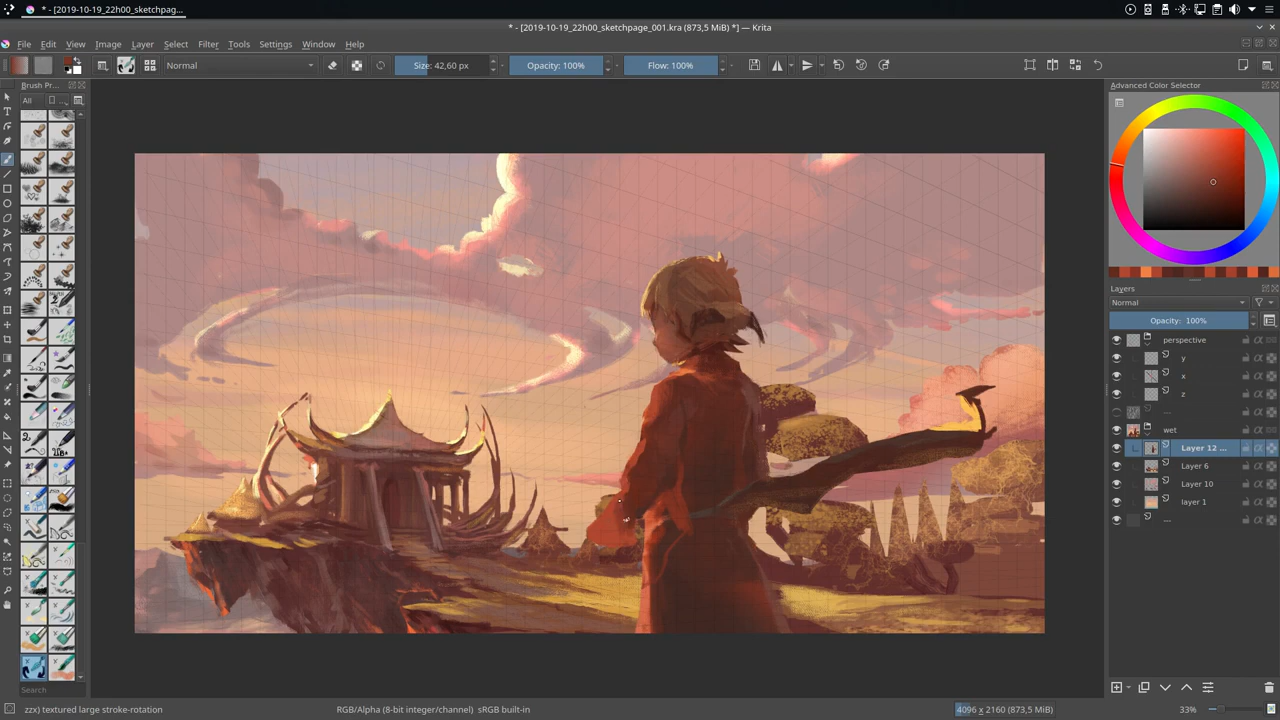 * - [2019-10-19_22h00_sketchpag...
* - [2019-10-19_22h00_sketchpage_001.kra (873,5 MiB) *] — Krita
File Edit View Image Layer Select Filter Tools Settings Window Help
Normal Size: 42,60 px Opacity: 100% Flow: 100%
Brush Pr...
All
Search
Advanced Color Selector
Layers
Normal
Opacity: 100%
perspective
y
x
z
...
wet
Layer 12 ...
Layer 6
Layer 10
layer 1
...
zzx) textured large stroke-rotation RGB/Alpha (8-bit integer/channel) sRGB built-in 4096 x 2160 (873,5 MiB) 33%